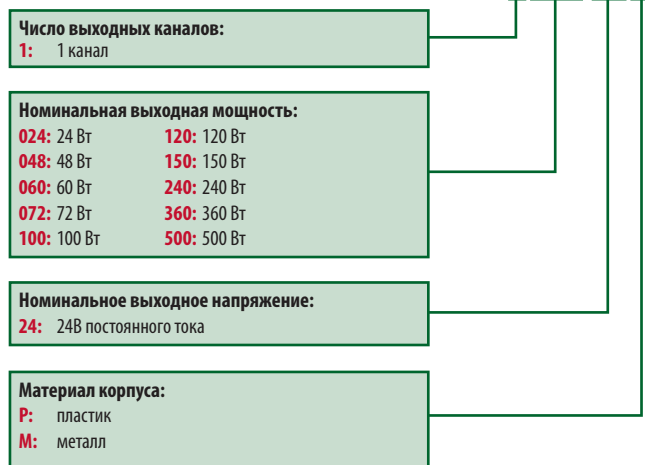 Число выходных каналов:
1: 1 канал
Номинальная выходная мощность:
024: 24 Вт 120: 120 Вт
048: 48 Вт 150: 150 Вт
060: 60 Вт 240: 240 Вт
072: 72 Вт 360: 360 Вт
100: 100 Вт 500: 500 Вт
Номинальное выходное напряжение:
24: 24В постоянного тока
Материал корпуса:
P: пластик
M: металл